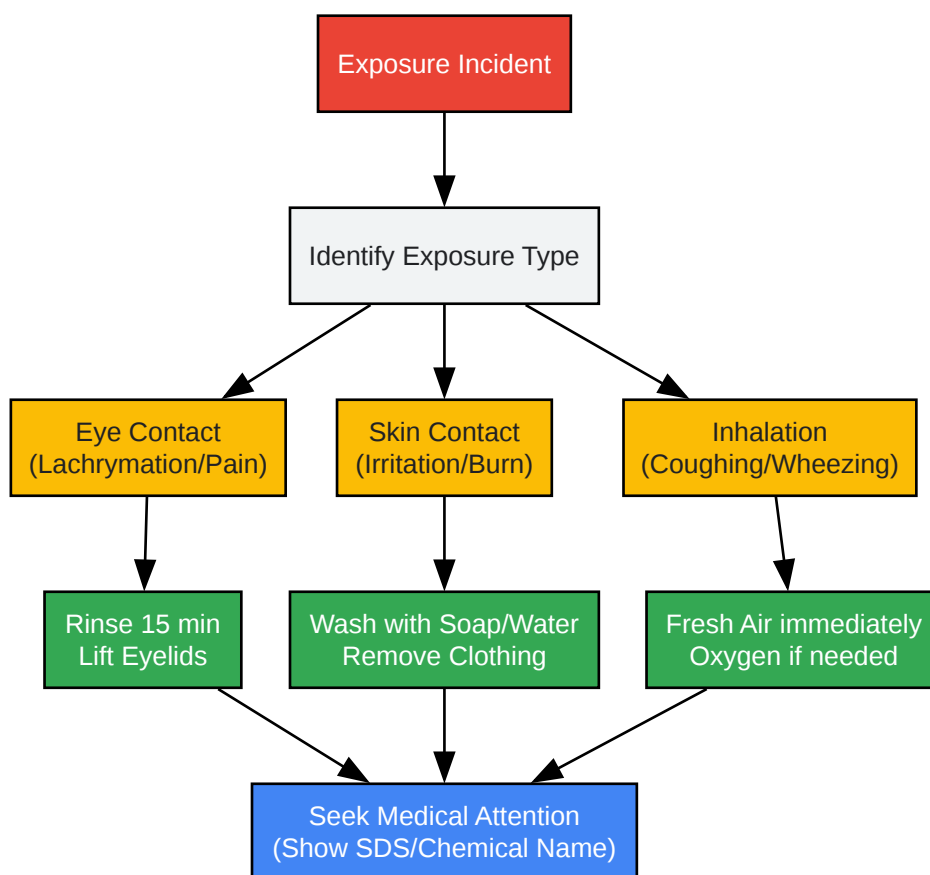 Exposure Incident
Identify Exposure Type
Eye Contact
(Lachrymation/Pain)
Skin Contact
(Irritation/Burn)
Inhalation
(Coughing/Wheezing)
Rinse 15 min
Lift Eyelids
Wash with Soap/Water
Remove Clothing
Fresh Air immediately
Oxygen if needed
Seek Medical Attention
(Show SDS/Chemical Name)